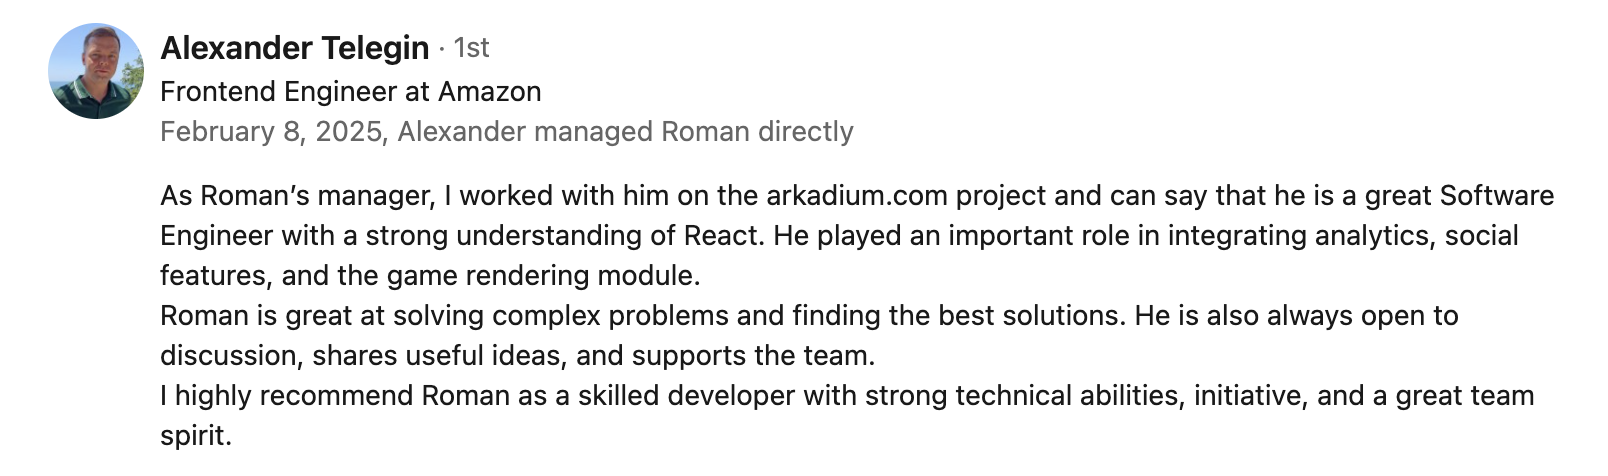 Alexander Telegin · 1st
Frontend Engineer at Amazon
February 8, 2025, Alexander managed Roman directly
As Roman’s manager, I worked with him on the arkadium.com project and can say that he is a great Software
Engineer with a strong understanding of React. He played an important role in integrating analytics, social
features, and the game rendering module.
Roman is great at solving complex problems and finding the best solutions. He is also always open to
discussion, shares useful ideas, and supports the team.
I highly recommend Roman as a skilled developer with strong technical abilities, initiative, and a great team
spirit.